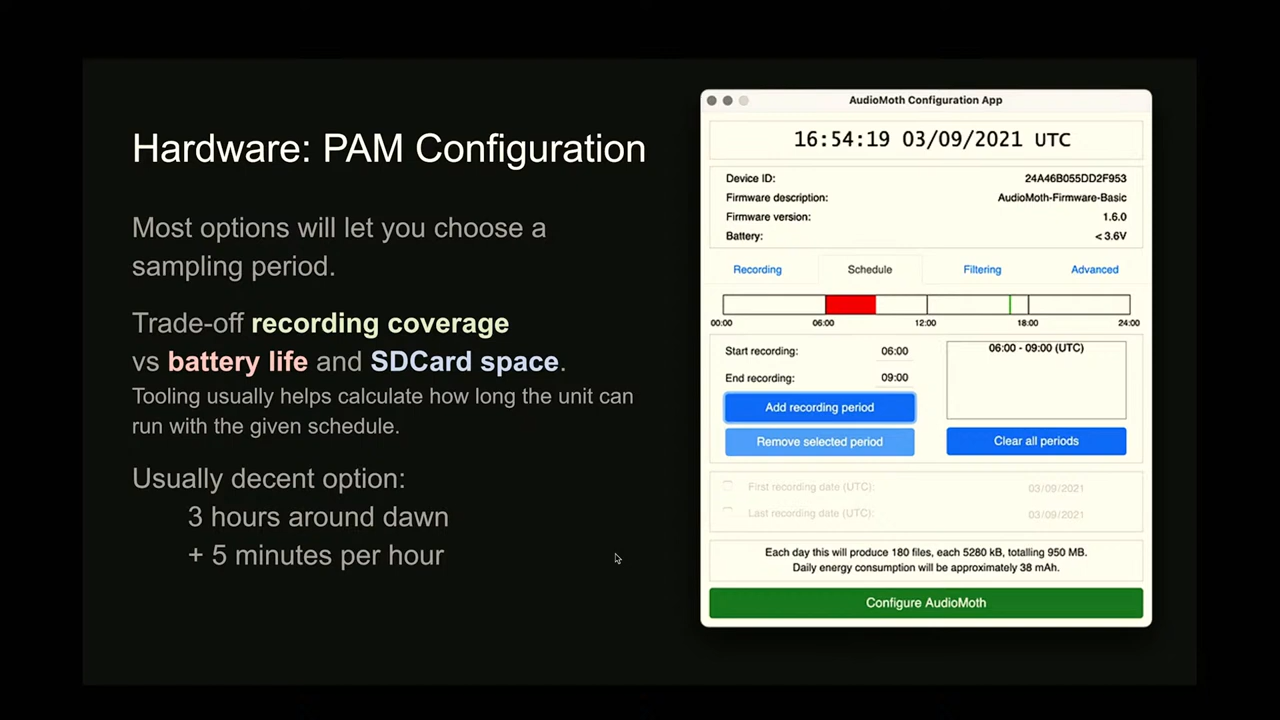 Hardware: PAM Configuration
Most options will let you choose a
sampling period.
Trade-off recording coverage
vs battery life and SDCard space.
Tooling usually helps calculate how long the unit can
run with the given schedule.
Usually decent option:
3 hours around dawn
+ 5 minutes per hour
AudioMoth Configuration App
16:54:19 03/09/2021 UTC
Device ID: 24A46B055DD2F953
Firmware description: AudioMoth-Firmware-Basic
Firmware version: 1.6.0
Battery: < 3.6V
Recording Schedule Filtering Advanced
00:00 06:00 12:00 18:00 24:00
Start recording: 06:00
End recording: 09:00
06:00 - 09:00 (UTC)
Add recording period
Remove selected period
Clear all periods
First recording date (UTC): 03/09/2021
Last recording date (UTC): 03/09/2021
Each day this will produce 180 files, each 5280 kB, totalling 950 MB.
Daily energy consumption will be approximately 38 mAh.
Configure AudioMoth